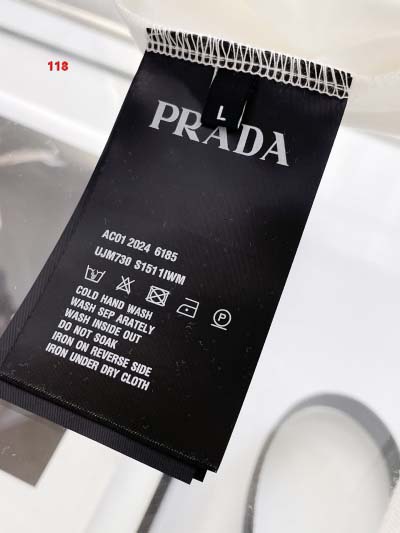 118
L
PRADA
AC01 2024 6185
UJM730 S1511IWM
P
COLD HAND WASH
WASH SEP ARATELY
WASH INSIDE OUT
DO NOT SOAK
IRON ON REVERSE SIDE
IRON UNDER DRY CLOTH